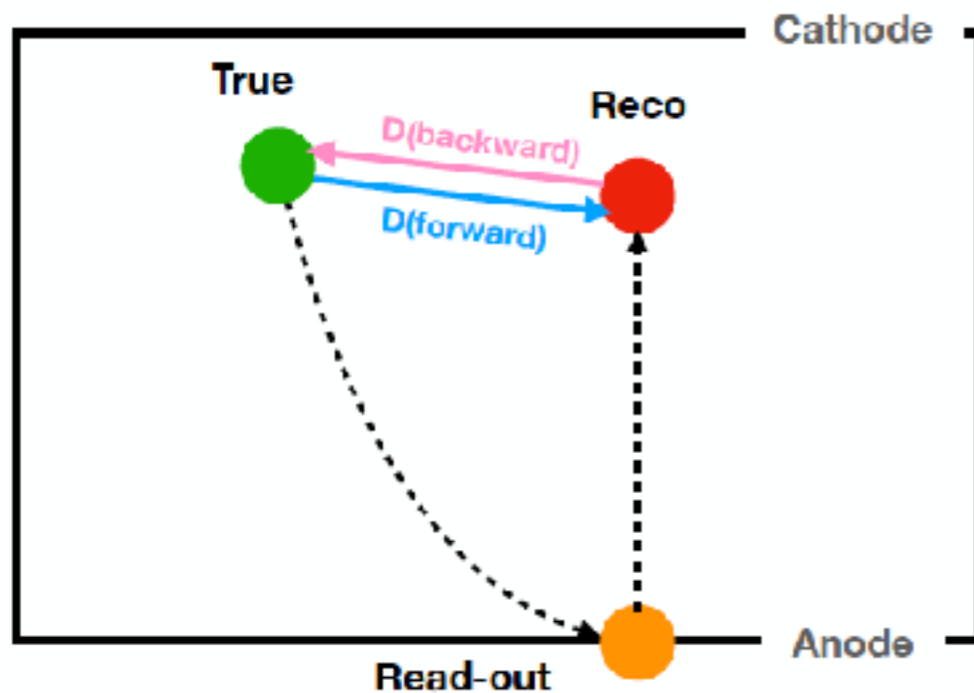 Cathode
True
Reco
D(backward)
D(forward)
Anode
Read-out